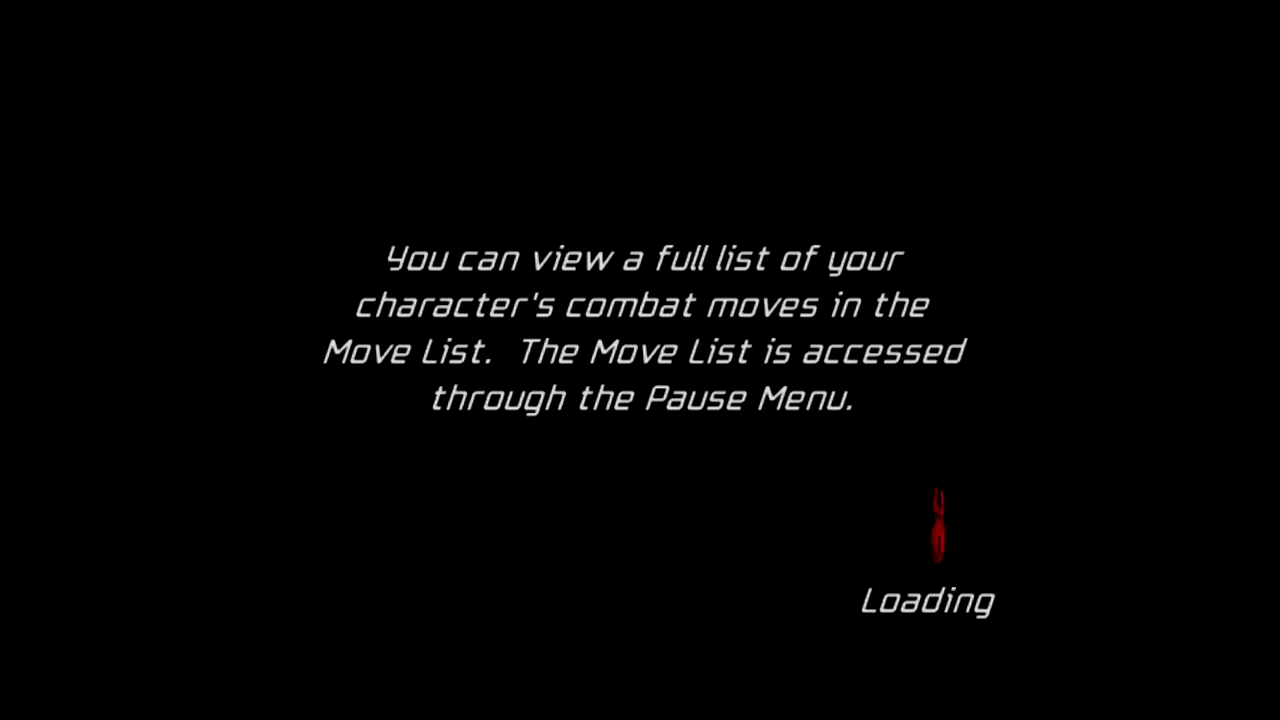 You can view a full list of your
character's combat moves in the
Move List.  The Move List is accessed
through the Pause Menu.
Loading